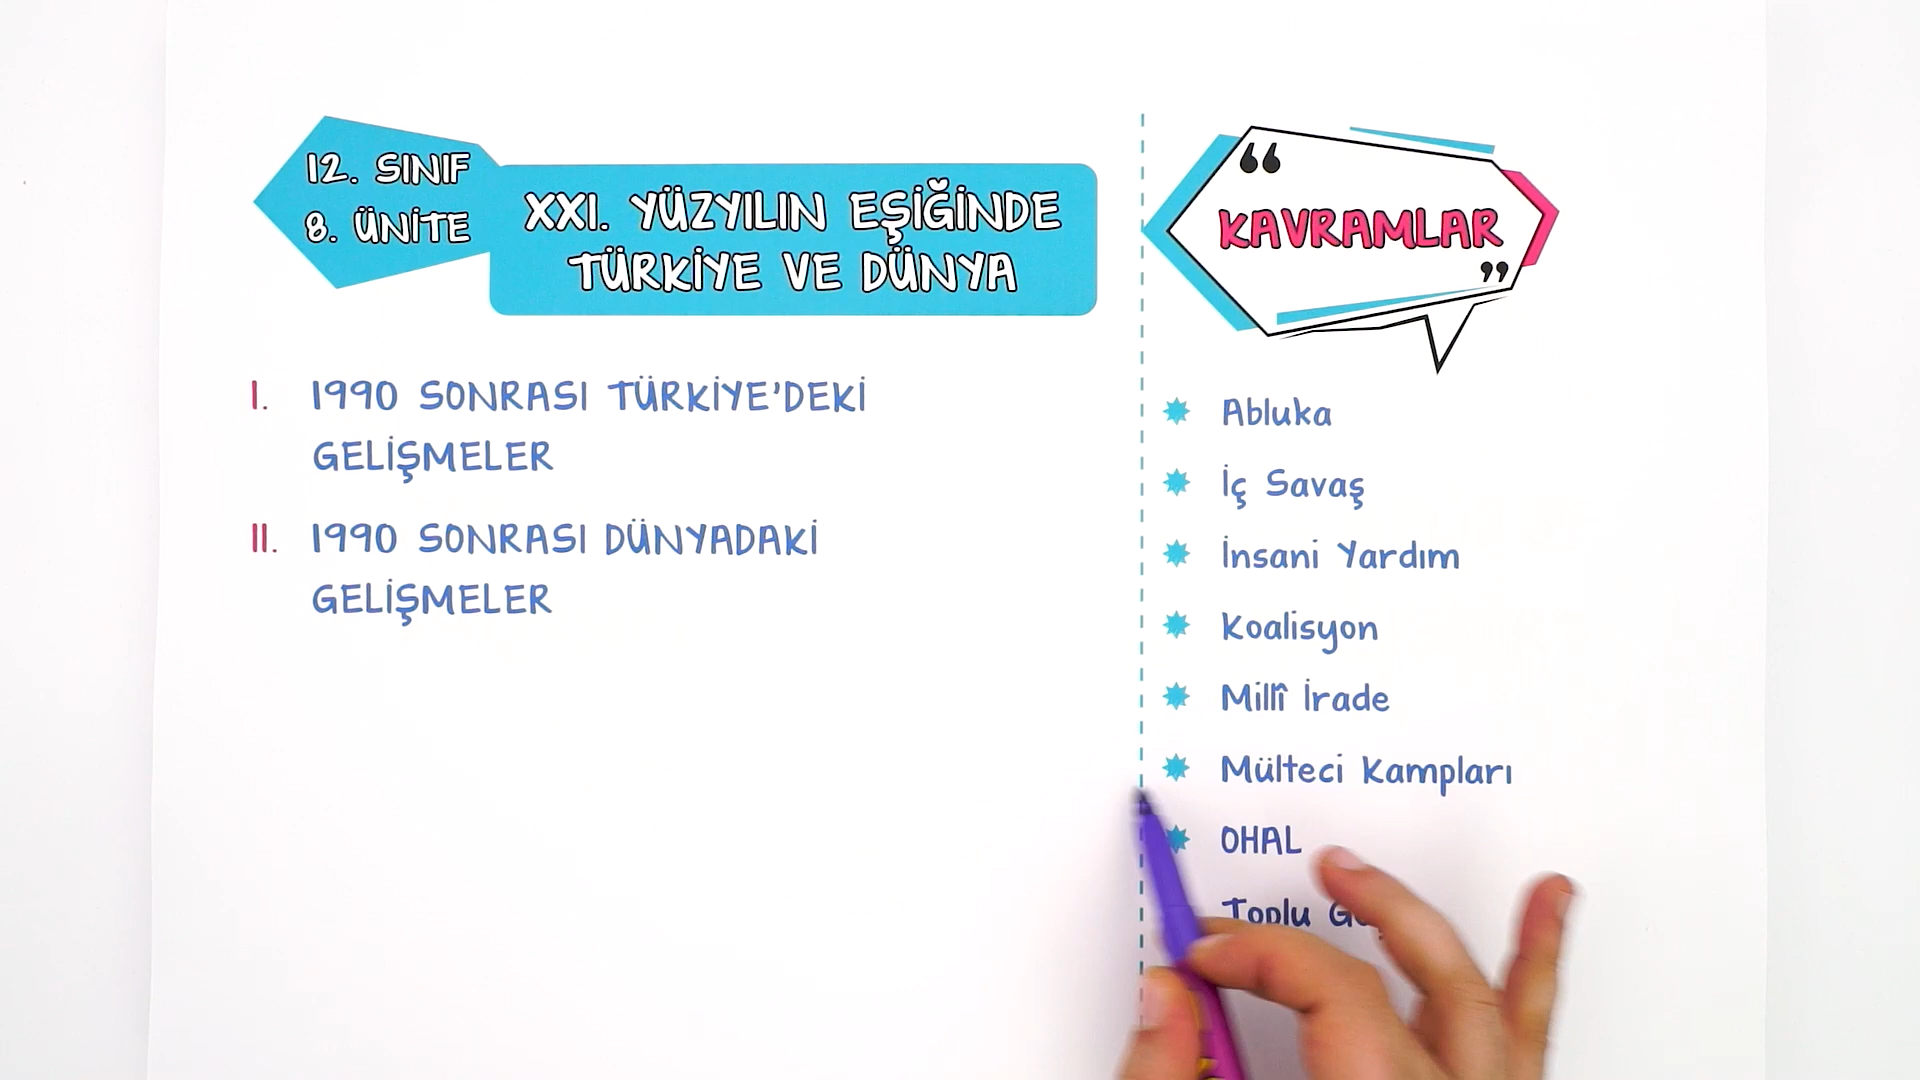 12. SINIF
8. ÜNİTE
XXI. YÜZYILIN EŞİĞİNDE
TÜRKİYE VE DÜNYA
I. 1990 SONRASI TÜRKİYE'DEKİ
GELİŞMELER
II. 1990 SONRASI DÜNYADAKİ
GELİŞMELER
“ KAVRAMLAR ”
Abluka
İç Savaş
İnsani Yardım
Koalisyon
Millî İrade
Mülteci Kampları
OHAL
Toplu